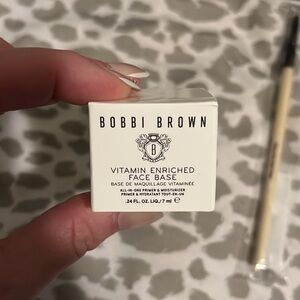 BOBBI BROWN
B
VITAMIN ENRICHED
FACE BASE
BASE DE MAQUILLAGE VITAMINÉE
ALL-IN-ONE PRIMER & MOISTURIZER
PRIMER & HYDRATANT TOUT-EN-UN
.24 FL. OZ. LIQ./7 ml ℮